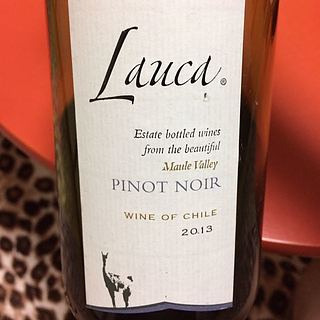 Lauca®
Estate bottled wines
from the beautiful
Maule Valley
PINOT NOIR
WINE OF CHILE
2013